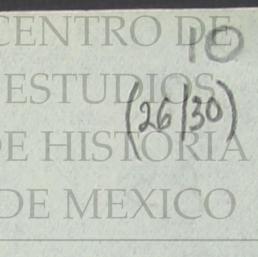 CENTRO DE
10
ESTUDIOS
(26/30)
DE HISTORIA
DE MEXICO